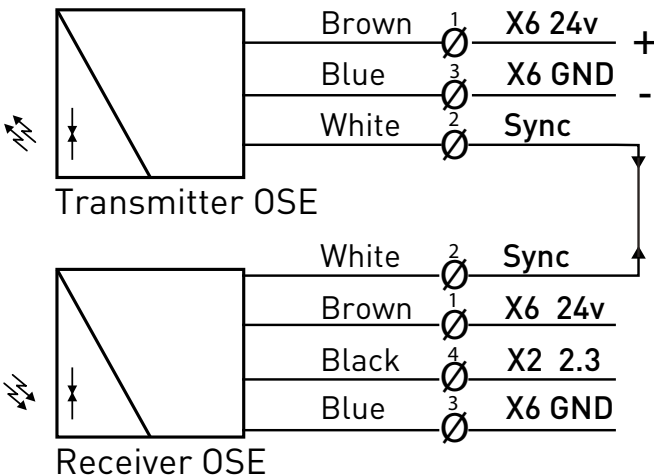 Brown 1 X6 24v +
Blue 3 X6 GND -
White 2 Sync
Transmitter OSE
White 2 Sync
Brown 1 X6 24v
Black 4 X2 2.3
Blue 3 X6 GND
Receiver OSE